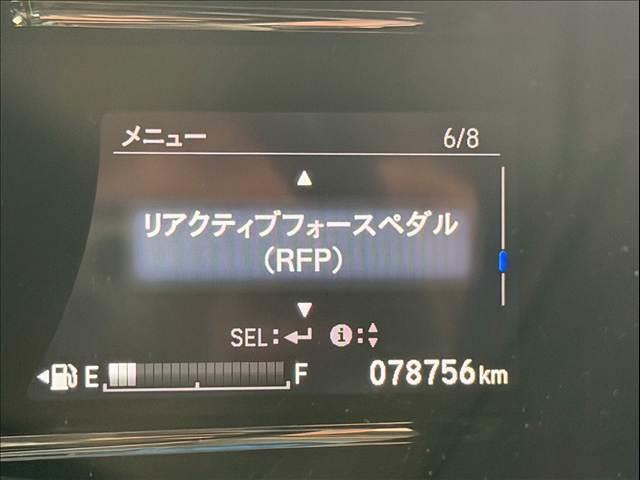 メニュー 6/8
▲
リアクティブフォースペダル
(RFP)
▼
SEL:↵ i:▲▼
◀ E F 078756km